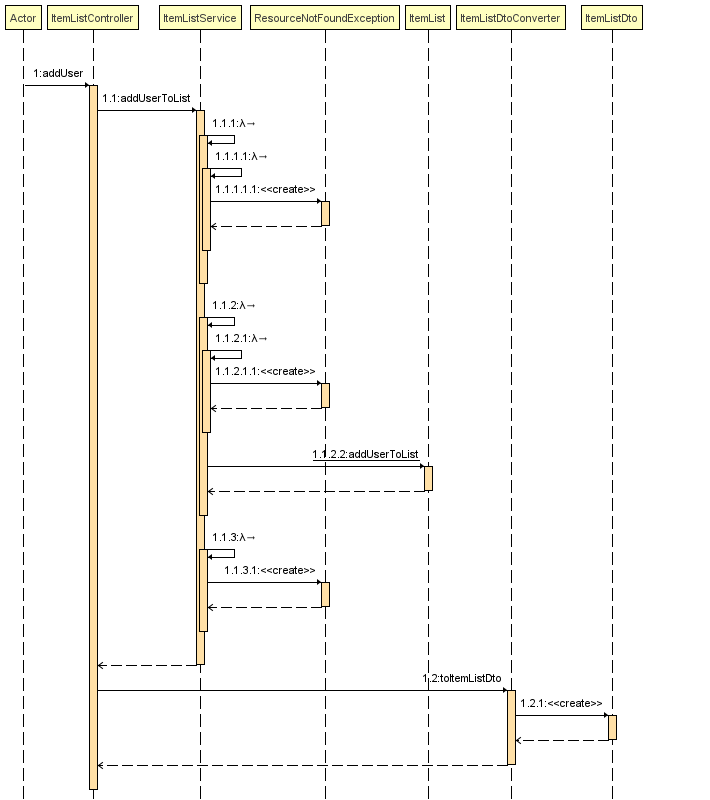 Actor ItemListController ItemListService ResourceNotFoundException ItemList ItemListDtoConverter ItemListDto
1:addUser
1.1:addUserToList
1.1.1:λ→
1.1.1.1:λ→
1.1.1.1.1:<<create>>
1.1.2:λ→
1.1.2.1:λ→
1.1.2.1.1:<<create>>
1.1.2.2:addUserToList
1.1.3:λ→
1.1.3.1:<<create>>
1.2:toItemListDto
1.2.1:<<create>>